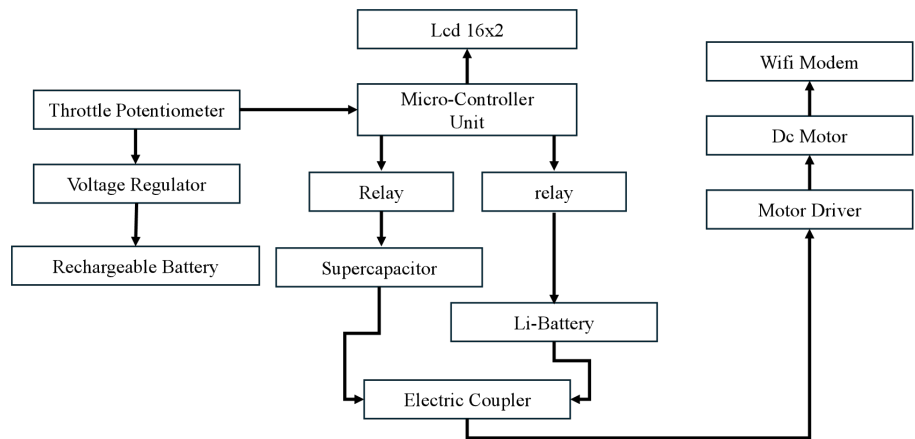 Lcd 16x2
Wifi Modem
Throttle Potentiometer
Micro-Controller
Unit
Dc Motor
Voltage Regulator
Relay
relay
Motor Driver
Rechargeable Battery
Supercapacitor
Li-Battery
Electric Coupler